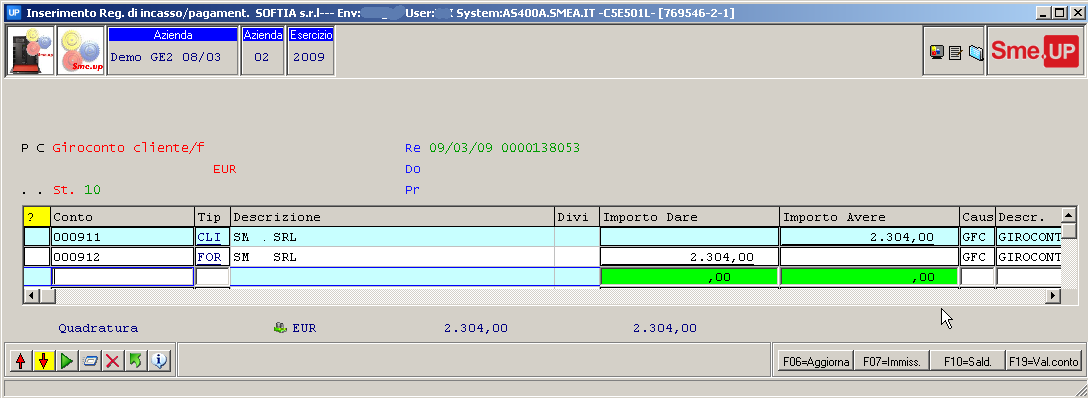 UP Inserimento Reg. di incasso/pagament. SOFTIA s.r.l--- Env: User: System:AS400A.SMEA.IT -C5E501L- [769546-2-1]
Sme.up Azienda Azienda Esercizio Sme.UP
Demo GE2 08/03 02 2009
P C Giroconto cliente/f Re 09/03/09 0000138053
EUR Do
. . St. 10 Pr
? Conto Tip Descrizione Divi Importo Dare Importo Avere Caus Descr.
000911 CLI SM . SRL 2.304,00 GFC GIROCONT
000912 FOR SM SRL 2.304,00 GFC GIROCONT
,00 ,00
Quadratura EUR 2.304,00 2.304,00
F06=Aggiorna F07=Immiss. F10=Sald. F19=Val.conto